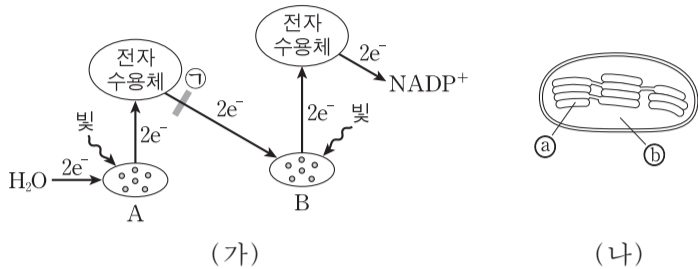 전자
수용체
㉠
2e⁻
빛
2e⁻
H₂O
2e⁻
A
전자
수용체
2e⁻
NADP⁺
2e⁻
빛
B
(가)
ⓐ
ⓑ
(나)